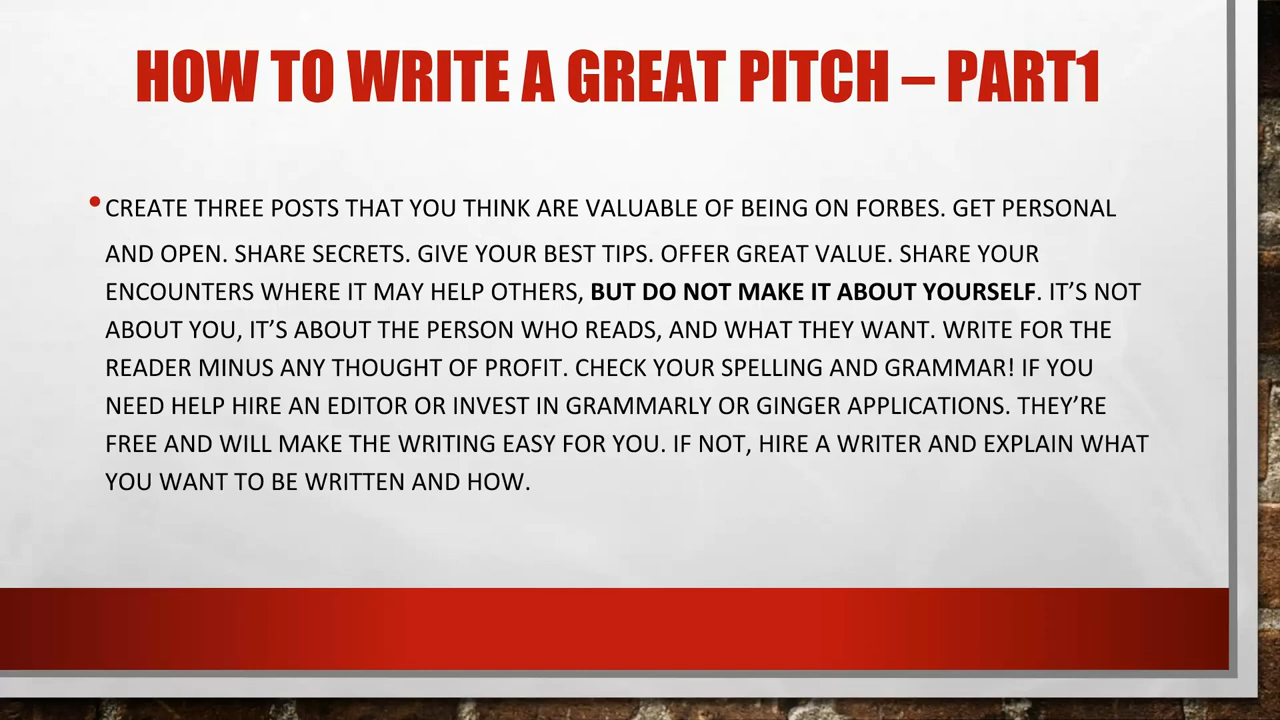 HOW TO WRITE A GREAT PITCH – PART1
• CREATE THREE POSTS THAT YOU THINK ARE VALUABLE OF BEING ON FORBES. GET PERSONAL
AND OPEN. SHARE SECRETS. GIVE YOUR BEST TIPS. OFFER GREAT VALUE. SHARE YOUR
ENCOUNTERS WHERE IT MAY HELP OTHERS, BUT DO NOT MAKE IT ABOUT YOURSELF. IT’S NOT
ABOUT YOU, IT’S ABOUT THE PERSON WHO READS, AND WHAT THEY WANT. WRITE FOR THE
READER MINUS ANY THOUGHT OF PROFIT. CHECK YOUR SPELLING AND GRAMMAR! IF YOU
NEED HELP HIRE AN EDITOR OR INVEST IN GRAMMARLY OR GINGER APPLICATIONS. THEY’RE
FREE AND WILL MAKE THE WRITING EASY FOR YOU. IF NOT, HIRE A WRITER AND EXPLAIN WHAT
YOU WANT TO BE WRITTEN AND HOW.